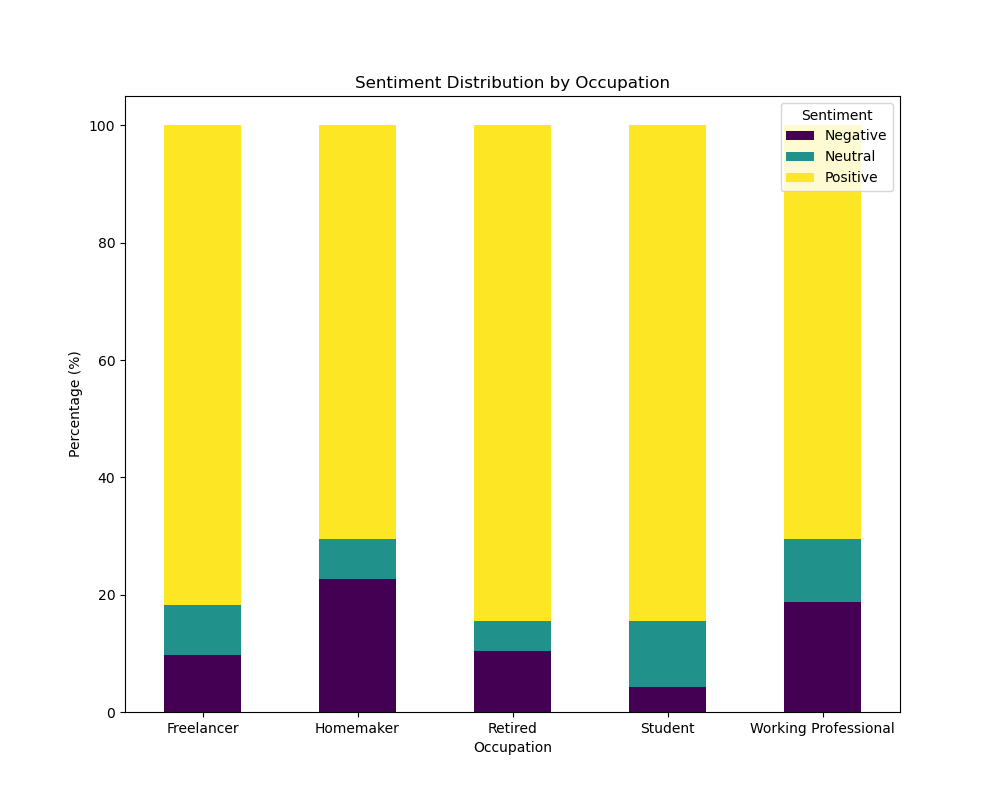 Sentiment Distribution by Occupation
Sentiment
Negative
Neutral
Positive
Percentage (%)
100
80
60
40
20
0
Freelancer Homemaker Retired Student Working Professional
Occupation